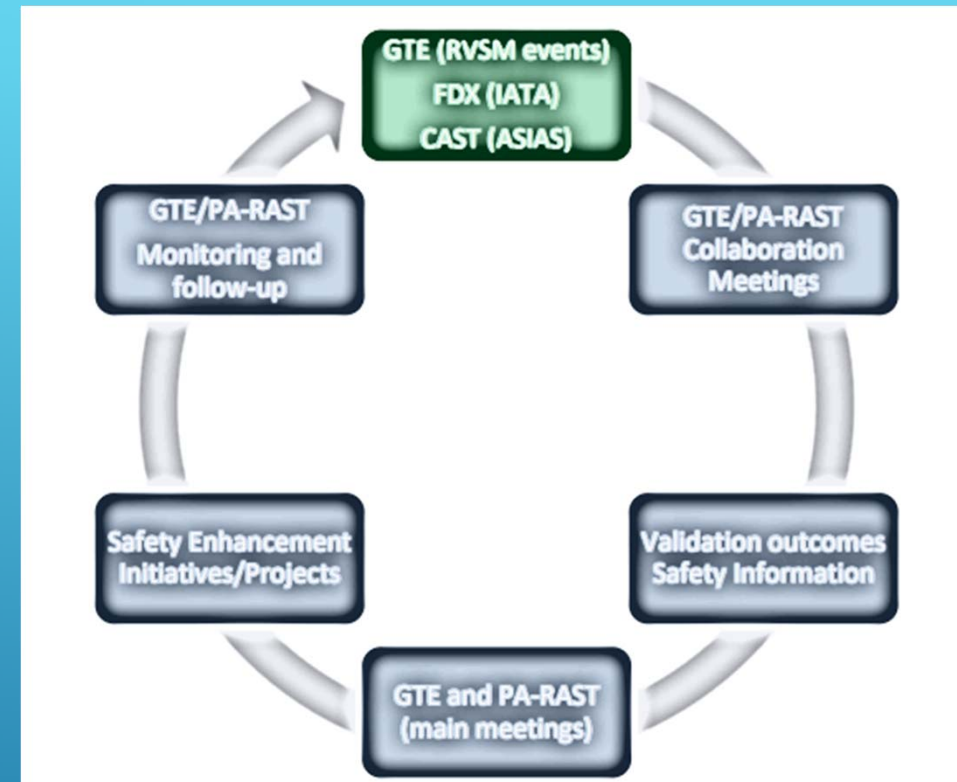 GTE (RVSM events)
FDX (IATA)
CAST (ASIAS)
GTE/PA-RAST
Collaboration
Meetings
Validation outcomes
Safety Information
GTE and PA-RAST
(main meetings)
Safety Enhancement
Initiatives/Projects
GTE/PA-RAST
Monitoring and
follow-up